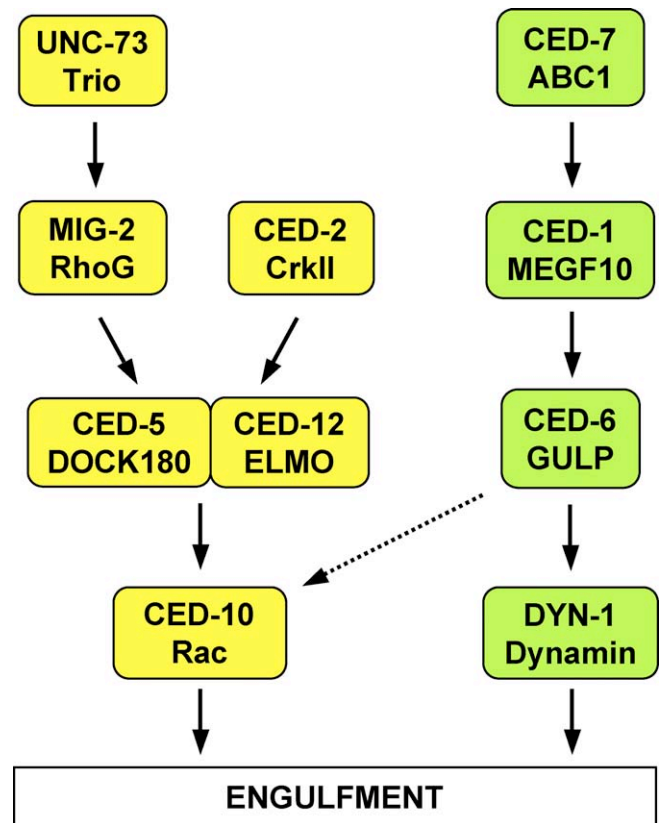 UNC-73
Trio
CED-7
ABC1
MIG-2
RhoG
CED-2
CrkII
CED-1
MEGF10
CED-5
DOCK180
CED-12
ELMO
CED-6
GULP
CED-10
Rac
DYN-1
Dynamin
ENGULFMENT